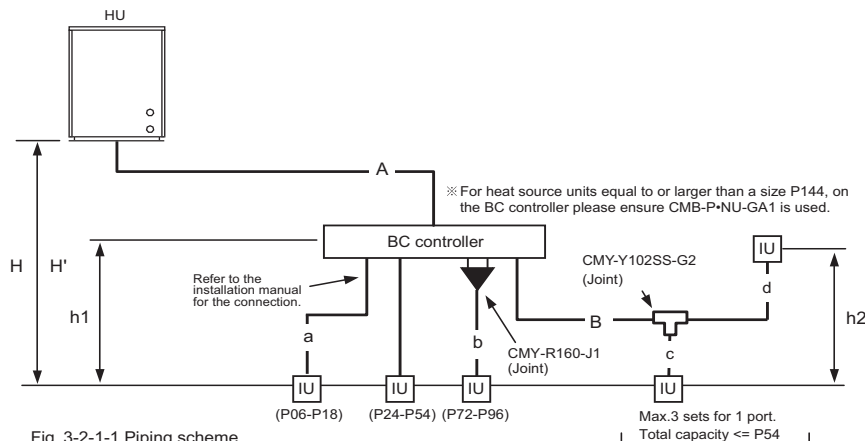 HU
A
※For heat source units equal to or larger than a size P144, on
the BC controller please ensure CMB-P•NU-GA1 is used.
BC controller
IU
H
H'
h1
Refer to the
installation manual
for the connection.
CMY-Y102SS-G2
(Joint)
d
h2
B
a
b
CMY-R160-J1
(Joint)
c
IU
IU
IU
IU
(P06-P18)
(P24-P54)
(P72-P96)
Max.3 sets for 1 port.
Total capacity <= P54
Fig. 3-2-1-1 Piping scheme